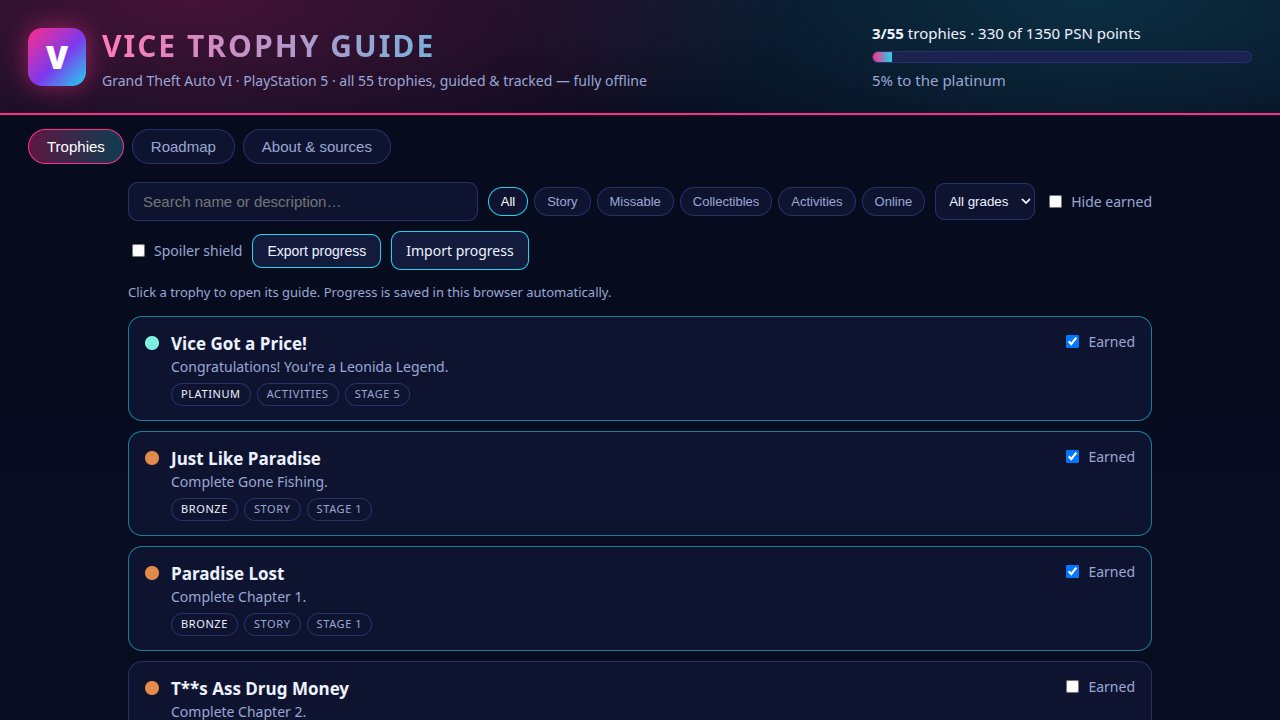 V
VICE TROPHY GUIDE
Grand Theft Auto VI · PlayStation 5 · all 55 trophies, guided & tracked — fully offline
3/55 trophies · 330 of 1350 PSN points
5% to the platinum
Trophies
Roadmap
About & sources
Search name or description…
All
Story
Missable
Collectibles
Activities
Online
All grades
Hide earned
Spoiler shield
Export progress
Import progress
Click a trophy to open its guide. Progress is saved in this browser automatically.
Vice Got a Price!
Earned
Congratulations! You're a Leonida Legend.
PLATINUM
ACTIVITIES
STAGE 5
Just Like Paradise
Earned
Complete Gone Fishing.
BRONZE
STORY
STAGE 1
Paradise Lost
Earned
Complete Chapter 1.
BRONZE
STORY
STAGE 1
T**s Ass Drug Money
Earned
Complete Chapter 2.